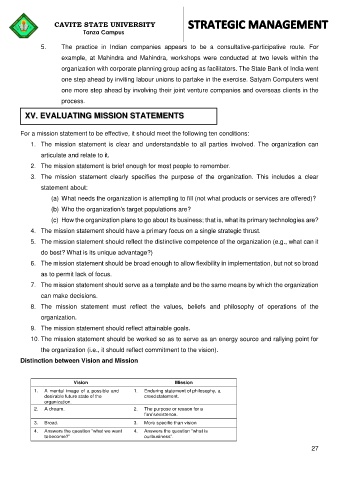 CAVITE STATE UNIVERSITY
Tanza Campus
STRATEGIC MANAGEMENT
5. The practice in Indian companies appears to be a consultative-participative route. For
example, at Mahindra and Mahindra, workshops were conducted at two levels within the
organization with corporate planning group acting as facilitators. The State Bank of India went
one step ahead by inviting labour unions to partake in the exercise. Satyam Computers went
one more step ahead by involving their joint venture companies and overseas clients in the
process.
XV. EVALUATING MISSION STATEMENTS
For a mission statement to be effective, it should meet the following ten conditions:
1. The mission statement is clear and understandable to all parties involved. The organization can
articulate and relate to it.
2. The mission statement is brief enough for most people to remember.
3. The mission statement clearly specifies the purpose of the organization. This includes a clear
statement about:
(a) What needs the organization is attempting to fill (not what products or services are offered)?
(b) Who the organization's target populations are?
(c) How the organization plans to go about its business; that is, what its primary technologies are?
4. The mission statement should have a primary focus on a single strategic thrust.
5. The mission statement should reflect the distinctive competence of the organization (e.g., what can it
do best? What is its unique advantage?)
6. The mission statement should be broad enough to allow flexibility in implementation, but not so broad
as to permit lack of focus.
7. The mission statement should serve as a template and be the same means by which the organization
can make decisions.
8. The mission statement must reflect the values, beliefs and philosophy of operations of the
organization.
9. The mission statement should reflect attainable goals.
10. The mission statement should be worked so as to serve as an energy source and rallying point for
the organization (i.e., it should reflect commitment to the vision).
Distinction between Vision and Mission
Vision Mission
1. A mental image of a possible and desirable future state of the organization
1. Enduring statement of philosophy, a creed statement.
2. A dream.
2. The purpose or reason for a firm's existence.
3. Broad.
3. More specific than vision
4. Answers the question "what we want to become?"
4. Answers the question "what is our business".
27